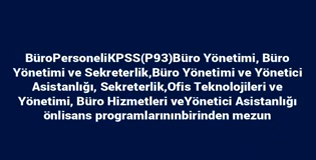 BüroPersoneliKPSS(P93)Büro Yönetimi, Büro
Yönetimi ve Sekreterlik,Büro Yönetimi ve Yönetici
Asistanlığı, Sekreterlik,Ofis Teknolojileri ve
Yönetimi, Büro Hizmetleri veYönetici Asistanlığı
önlisans programlarınınbirinden mezun